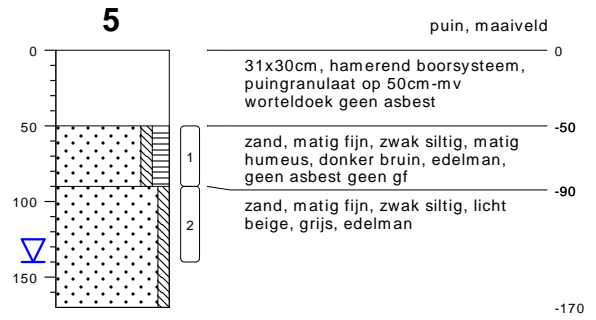 5
puin, maaiveld
0
0
31x30cm, hamerend boorsysteem,
puingranulaat op 50cm-mv
worteldoek geen asbest
50
-50
1
zand, matig fijn, zwak siltig, matig
humeus, donker bruin, edelman,
geen asbest geen gf
-90
100
2
zand, matig fijn, zwak siltig, licht
beige, grijs, edelman
150
-170